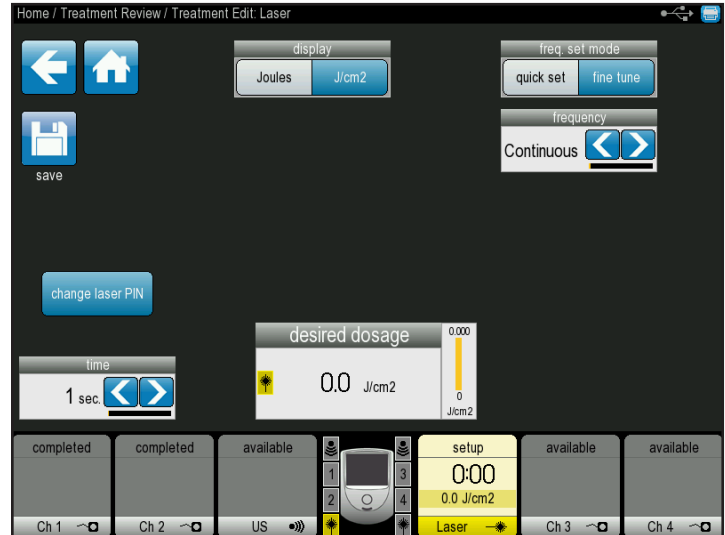 Home / Treatment Review / Treatment Edit: Laser
display
Joules J/cm2
freq. set mode
quick set fine tune
frequency
Continuous
save
change laser PIN
time
1 sec.
desired dosage
0.0 J/cm2
0.000
0
J/cm2
completed
Ch 1
completed
Ch 2
available
US
1
2
3
4
setup
0:00
0.0 J/cm2
Laser
available
Ch 3
available
Ch 4